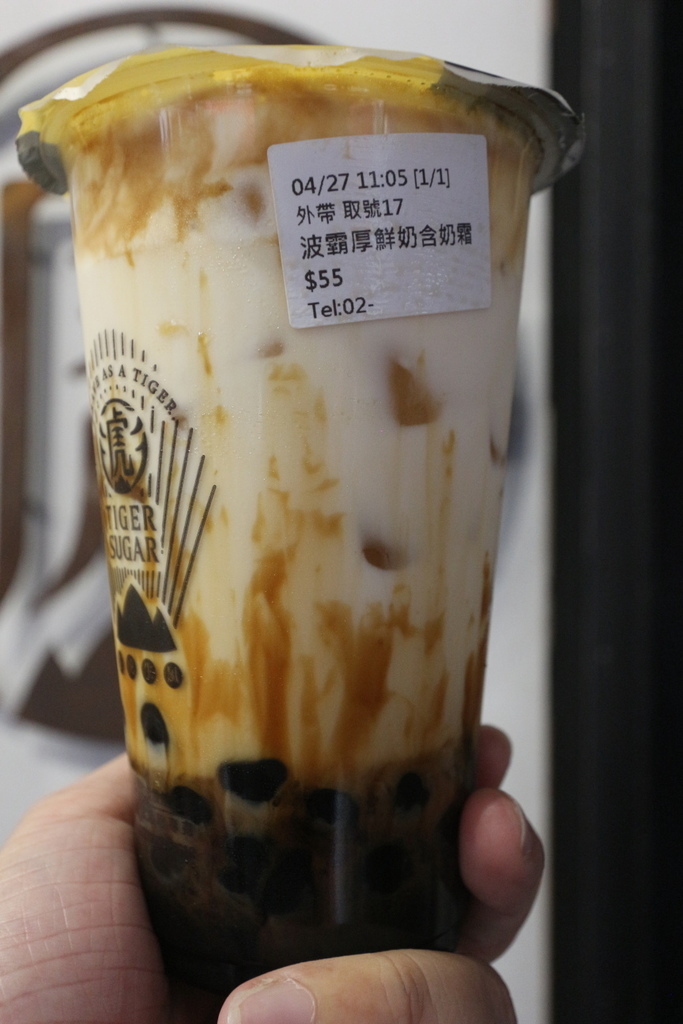 04/27 11:05 [1/1]
外帶 取號17
波霸厚鮮奶含奶霜
$55
Tel:02-
AS A TIGER
虎
TIGER
SUGAR